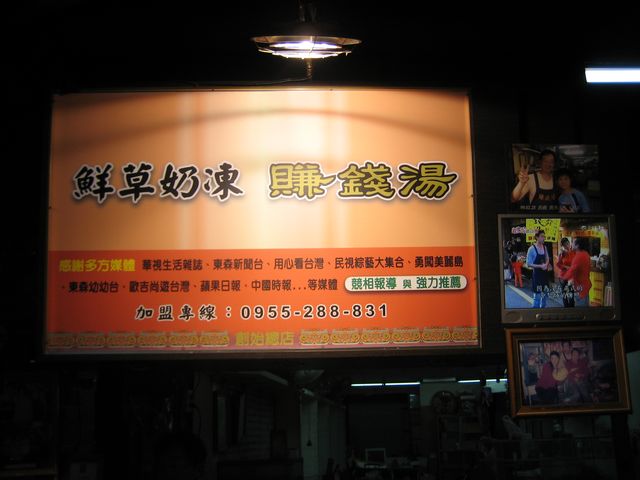 鮮草奶凍 賺錢湯
感謝多方媒體 華視生活雜誌、東森新聞台、用心看台灣、民視綜藝大集合、勇闖美麗島
、東森幼幼台、歐吉尚遊台灣、蘋果日報、中國時報...等媒體 競相報導 與 強力推薦
加盟專線：0955-288-831
創始總店